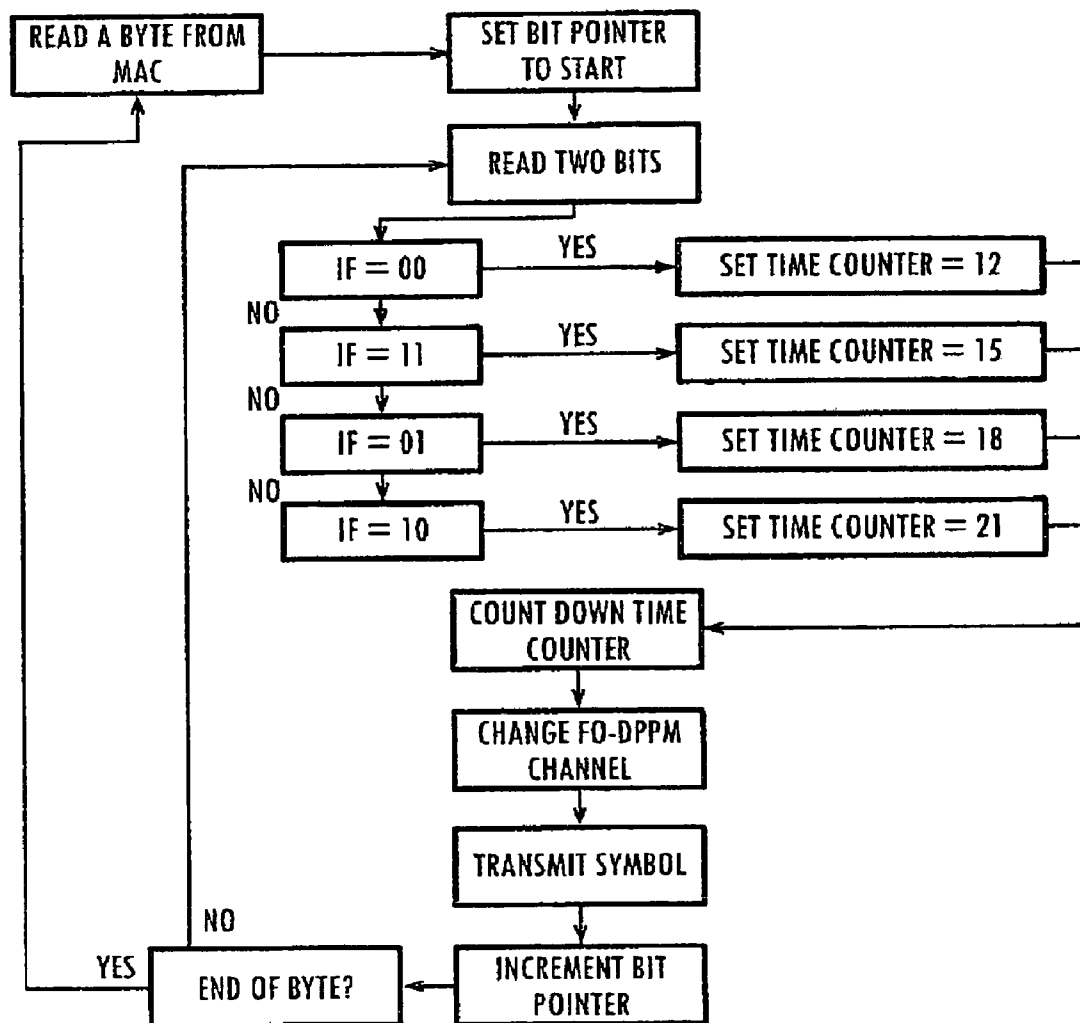 READ A BYTE FROM
MAC
SET BIT POINTER
TO START
READ TWO BITS
IF = 00
YES
SET TIME COUNTER = 12
NO
IF = 11
YES
SET TIME COUNTER = 15
NO
IF = 01
YES
SET TIME COUNTER = 18
NO
IF = 10
YES
SET TIME COUNTER = 21
COUNT DOWN TIME
COUNTER
CHANGE FO-DPPM
CHANNEL
TRANSMIT SYMBOL
INCREMENT BIT
POINTER
END OF BYTE?
NO
YES